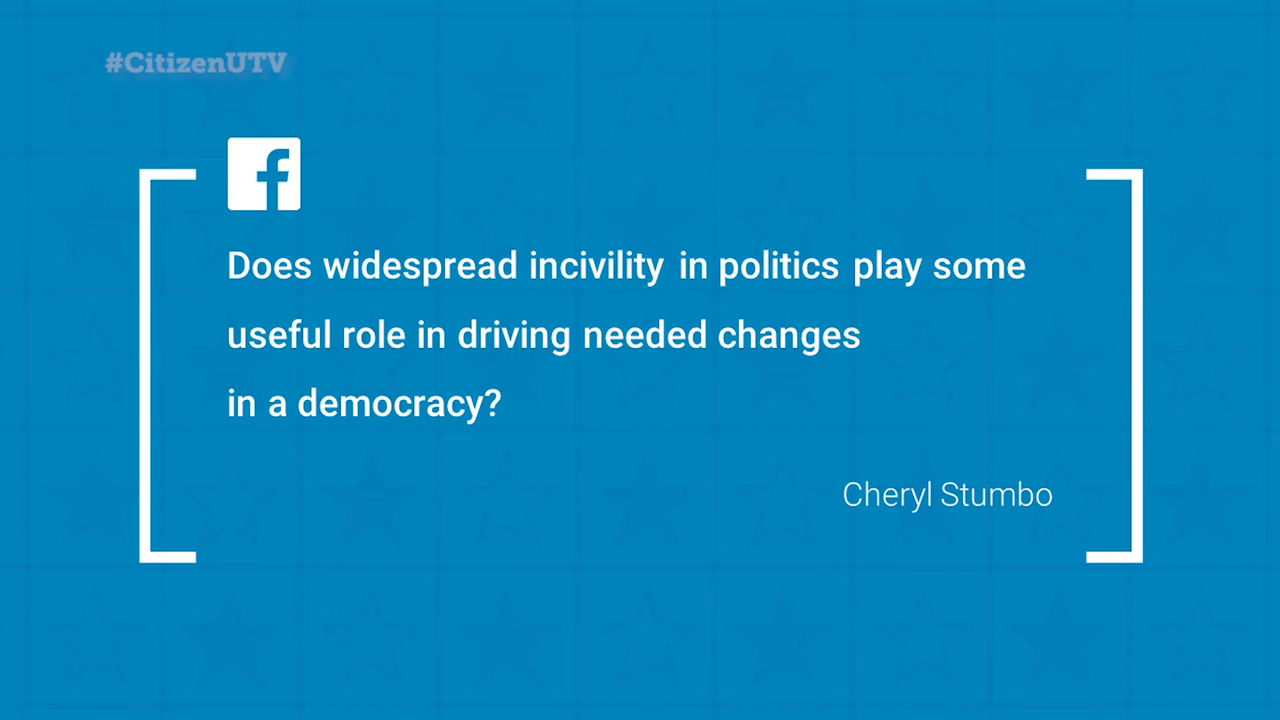 #CitizenUTV
Does widespread incivility in politics play some
useful role in driving needed changes
in a democracy?
Cheryl Stumbo